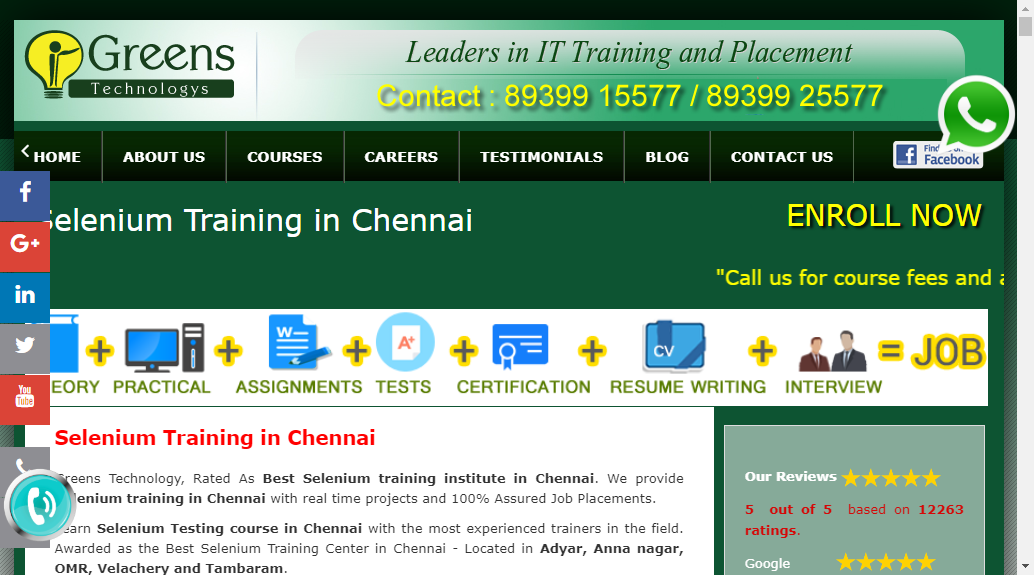 Greens
Technologys
Leaders in IT Training and Placement
Contact : 89399 15577 / 89399 25577
HOME ABOUT US COURSES CAREERS TESTIMONIALS BLOG CONTACT US
Find
Facebook
Selenium Training in Chennai
ENROLL NOW
"Call us for course fees and
W
A+
CV
EORY PRACTICAL ASSIGNMENTS TESTS CERTIFICATION RESUME WRITING INTERVIEW = JOB
You
Tube
Selenium Training in Chennai
Greens Technology, Rated As Best Selenium training institute in Chennai. We provide
Selenium training in Chennai with real time projects and 100% Assured Job Placements.
Learn Selenium Testing course in Chennai with the most experienced trainers in the field.
Awarded as the Best Selenium Training Center in Chennai - Located in Adyar, Anna nagar,
OMR, Velachery and Tambaram.
Our Reviews
5 out of 5 based on 12263
ratings.
Google